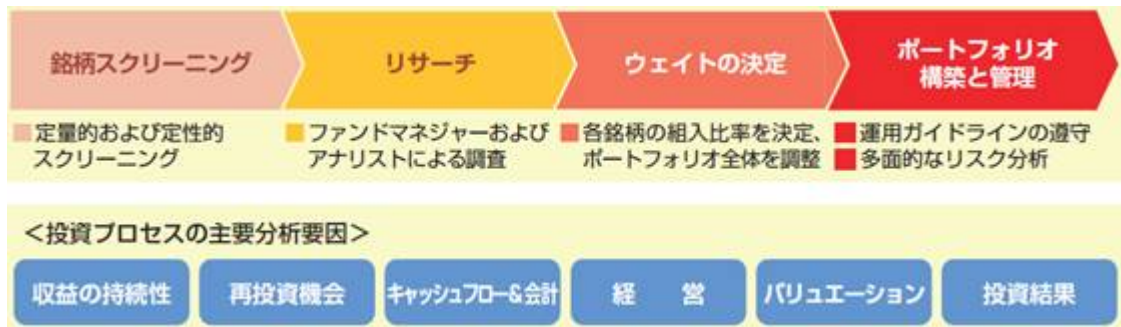 銘柄スクリーニング
リサーチ
ウェイトの決定
ポートフォリオ
構築と管理
定量的および定性的
スクリーニング
ファンドマネジャーおよび
アナリストによる調査
各銘柄の組入比率を決定、
ポートフォリオ全体を調整
運用ガイドラインの遵守
多面的なリスク分析
＜投資プロセスの主要分析要因＞
収益の持続性
再投資機会
キャッシュフロー&会計
経　営
バリュエーション
投資結果